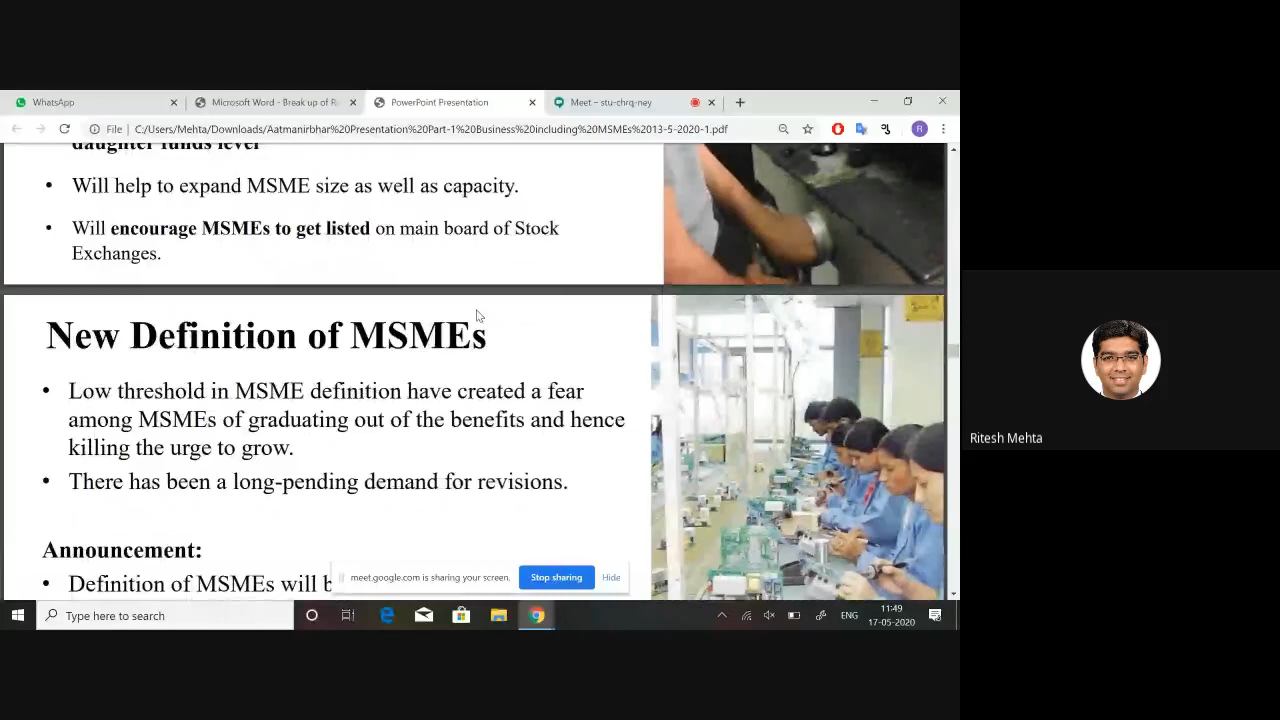 WhatsApp
Microsoft Word - Break up of R
PowerPoint Presentation
Meet – stu-chrq-ney
File
C:/Users/Mehta/Downloads/Aatmanirbhar%20Presentation%20Part-1%20Business%20including%20MSMEs%2013-5-2020-1.pdf
R
daughter funds level
• Will help to expand MSME size as well as capacity.
• Will encourage MSMEs to get listed on main board of Stock
Exchanges.
New Definition of MSMEs
• Low threshold in MSME definition have created a fear
among MSMEs of graduating out of the benefits and hence
killing the urge to grow.
• There has been a long-pending demand for revisions.
Announcement:
• Definition of MSMEs will b
meet.google.com is sharing your screen.
Stop sharing
Hide
Ritesh Mehta
Type here to search
ENG
11:49
17-05-2020